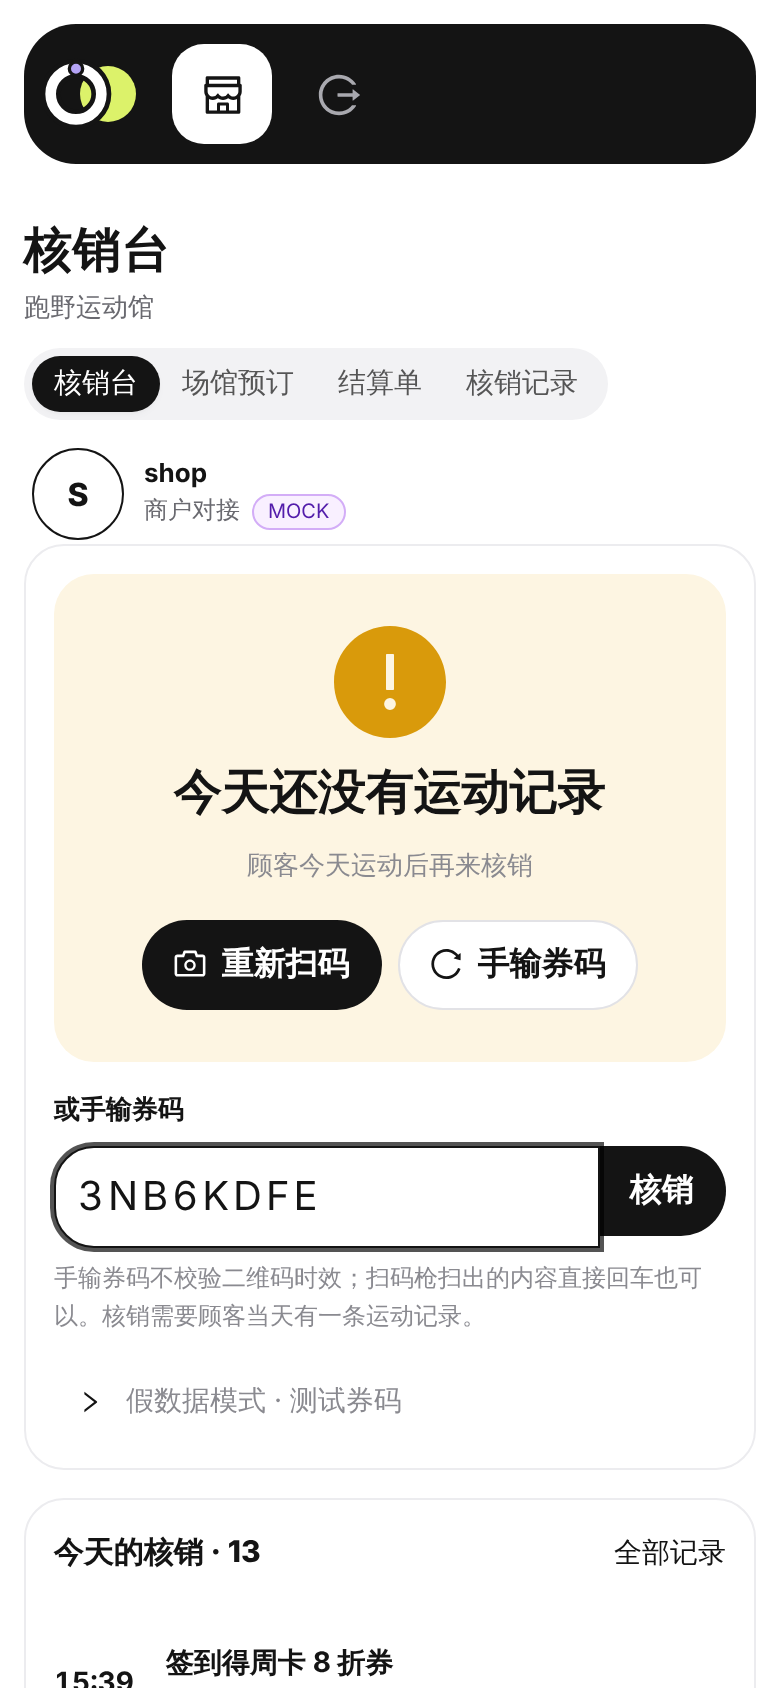 核销台
跑野运动馆
核销台 场馆预订 结算单 核销记录
S
shop
商户对接 MOCK
今天还没有运动记录
顾客今天运动后再来核销
重新扫码 手输券码
或手输券码
3NB6KDFE 核销
手输券码不校验二维码时效；扫码枪扫出的内容直接回车也可
以。核销需要顾客当天有一条运动记录。
假数据模式 · 测试券码
今天的核销 · 13 全部记录
签到得周卡 8 折券
15:39